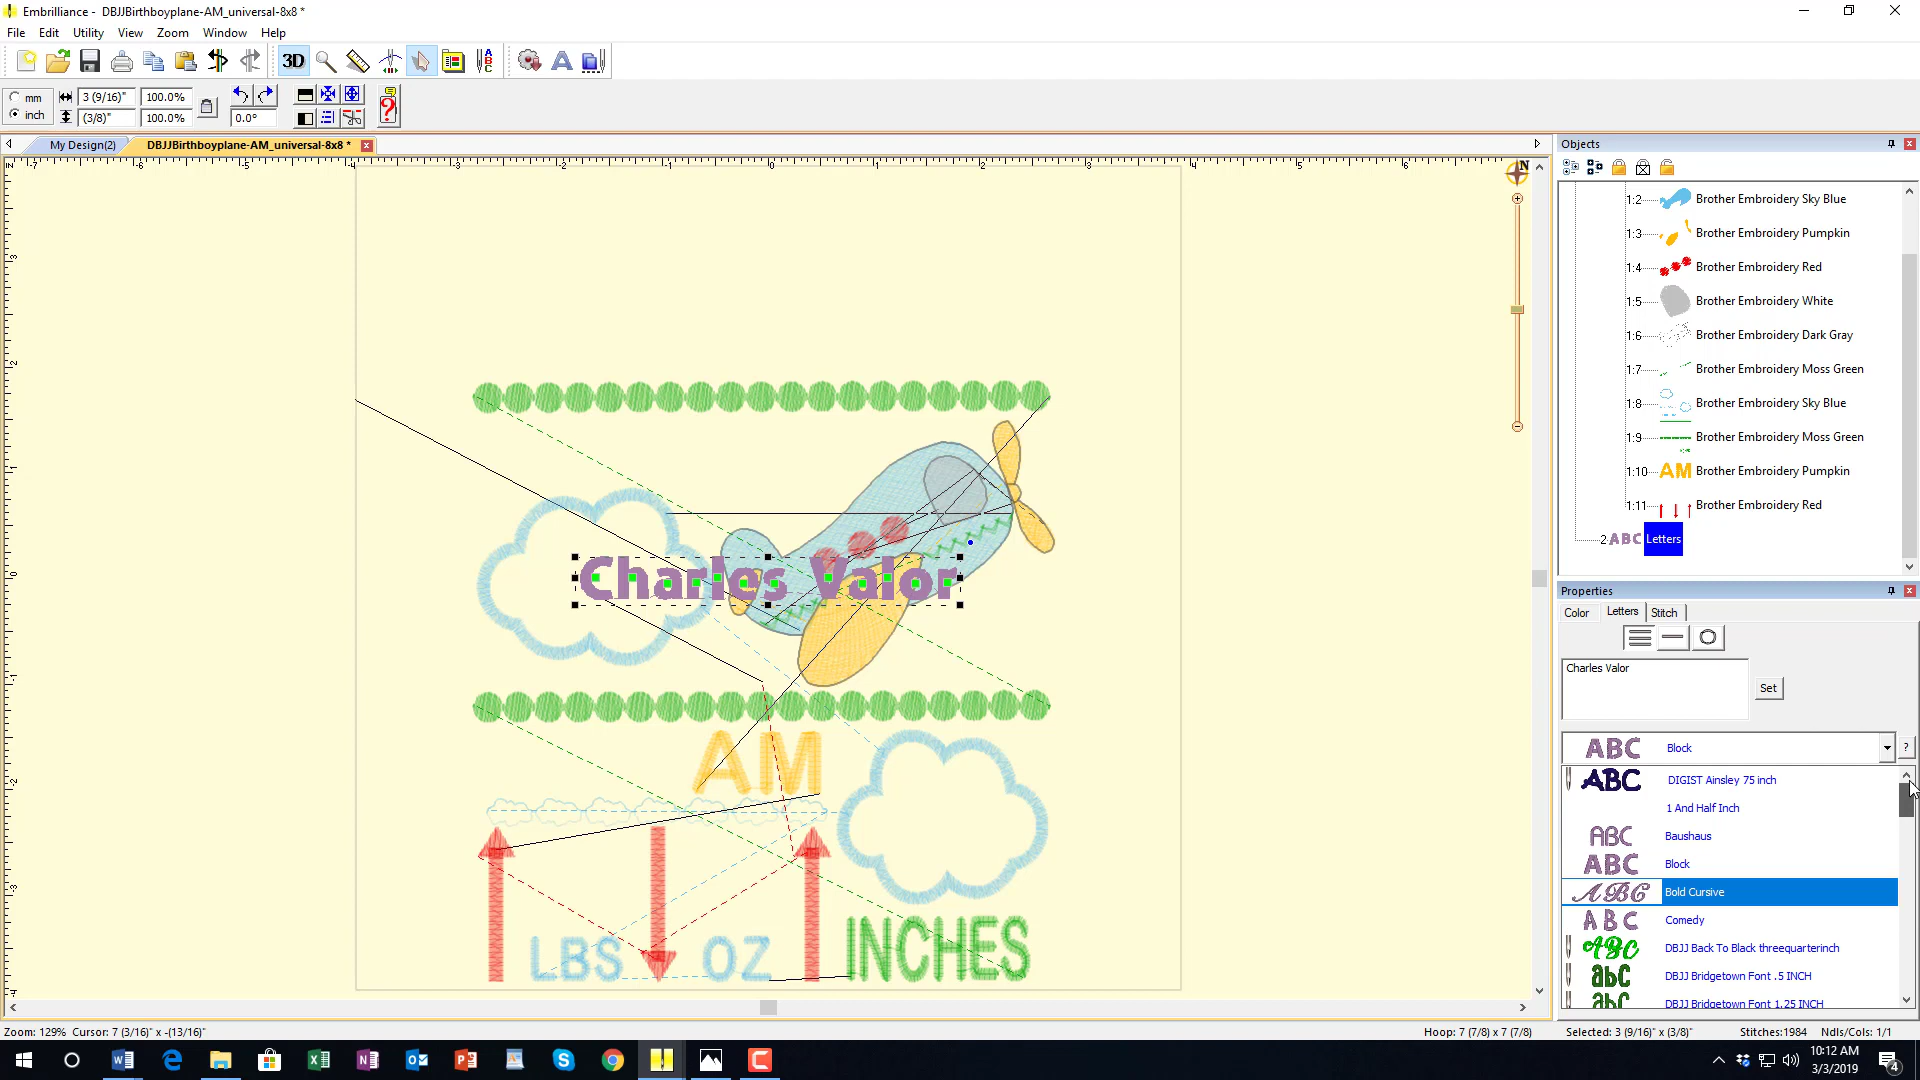 Embrilliance - DBJJBirthboyplane-AM_universal-8x8 *
File Edit Utility View Zoom Window Help
3D
mm 3 (9/16)" 100.0%
inch (3/8)" 100.0% 0.0°
My Design(2) DBJJBirthboyplane-AM_universal-8x8 *
Objects
1:2 Brother Embroidery Sky Blue
1:3 Brother Embroidery Pumpkin
1:4 Brother Embroidery Red
1:5 Brother Embroidery White
1:6 Brother Embroidery Dark Gray
1:7 Brother Embroidery Moss Green
1:8 Brother Embroidery Sky Blue
1:9 Brother Embroidery Moss Green
1:10 AM Brother Embroidery Pumpkin
1:11 Brother Embroidery Red
2 ABC Letters
Charles Valor
AM
LBS OZ INCHES
Properties
Color Letters Stitch
Charles Valor
Set
ABC Block ?
ABC DIGIST Ainsley 75 inch
1 And Half Inch
ABC Baushaus
ABC Block
ABC Bold Cursive
ABC Comedy
ABC DBJJ Back To Black threequarterinch
abc DBJJ Bridgetown Font .5 INCH
abc DBJJ Bridgetown Font 1.25 INCH
Zoom: 129% Cursor: 7 (3/16)" x -(13/16)" Hoop: 7 (7/8) x 7 (7/8) Selected: 3 (9/16)" x (3/8)" Stitches:1984 Ndls/Cols: 1/1
10:12 AM
3/3/2019
4